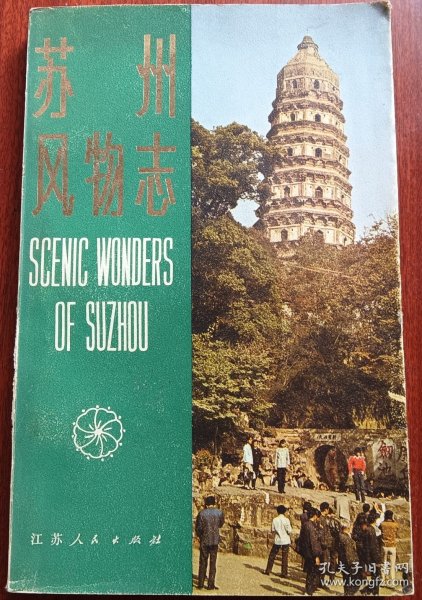 苏州
风物志
SCENIC WONDERS
OF SUZHOU
江苏人民出版社
孔夫子旧书网
www.kongfz.com